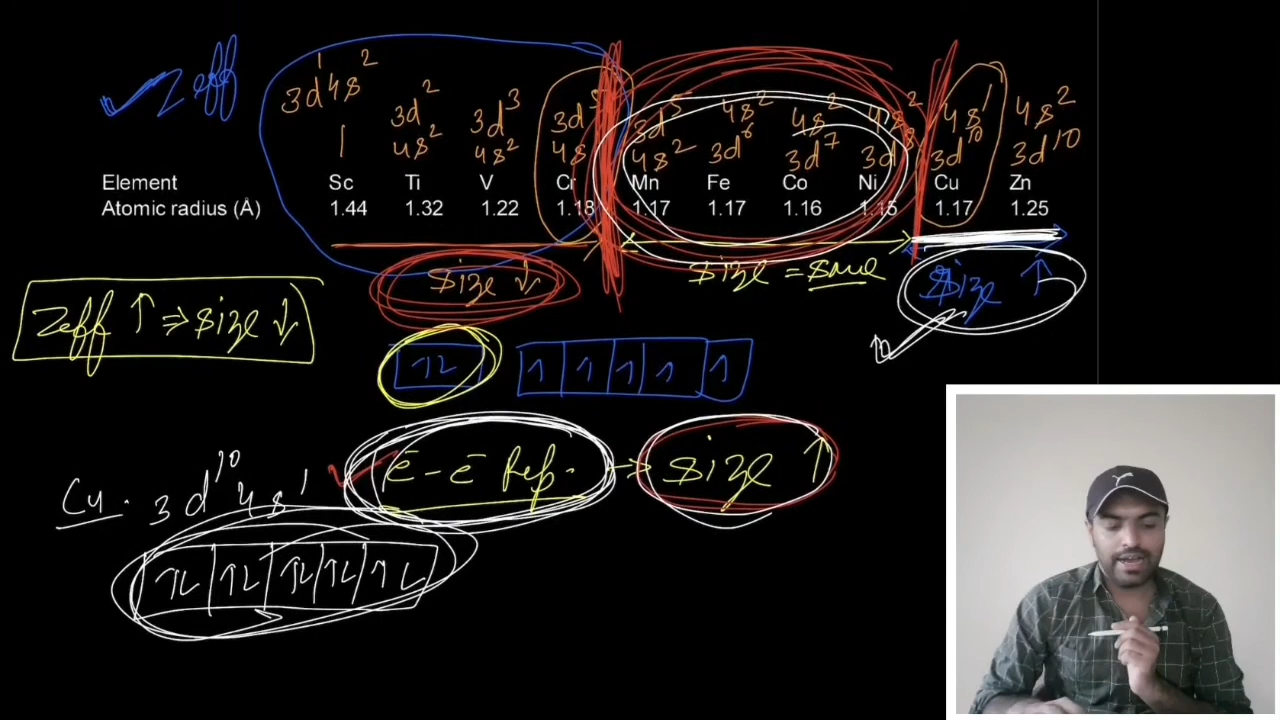 Zeff
3d¹4s² 3d² 3d³ 3d⁵ 3d⁵ 4s² 4s² 4s² 4s¹ 4s²
1 4s² 4s² 4s 4s² 3d⁶ 3d⁷ 3d⁸ 3d¹⁰ 3d¹⁰
Element Sc Ti V Cr Mn Fe Co Ni Cu Zn
Atomic radius (Å) 1.44 1.32 1.22 1.18 1.17 1.17 1.16 1.15 1.17 1.25
size ↓ size = same size ↑
Zeff ↑ ⇒ size ↓
↑↓ ↑ ↑ ↑ ↑ ↑
e⁻ - e⁻ Rep. → size ↑
Cu. 3d¹⁰ 4s¹
↑↓ ↑↓ ↑↓ ↑↓ ↑↓